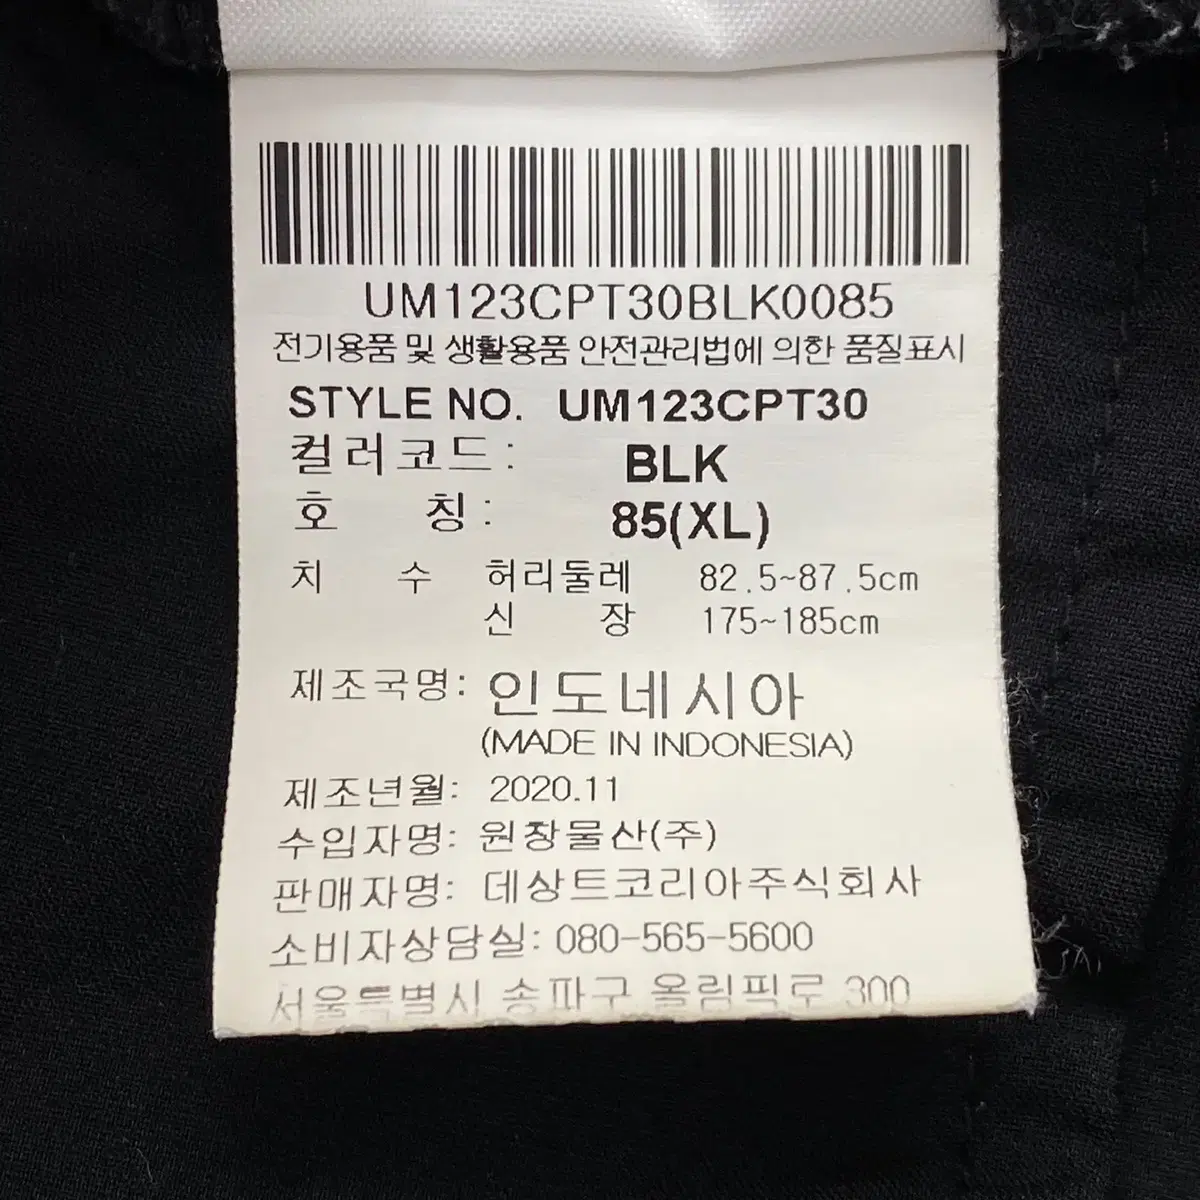 UM123CPT30BLK0085
전기용품 및 생활용품 안전관리법에 의한 품질표시
STYLE NO. UM123CPT30
컬러코드: BLK
호 칭: 85(XL)
치 수 허리둘레 82.5~87.5cm
신 장 175~185cm
제조국명: 인도네시아
(MADE IN INDONESIA)
제조년월: 2020.11
수입자명: 원창물산(주)
판매자명: 데상트코리아주식회사
소비자상담실: 080-565-5600
서울특별시 송파구 올림픽로 300